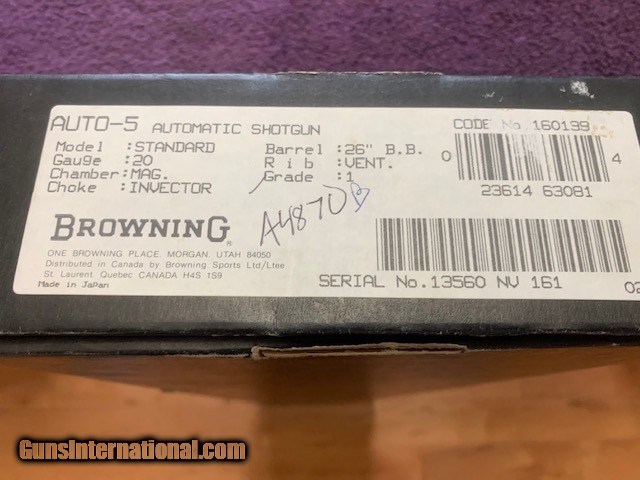 AUTO-5 AUTOMATIC SHOTGUN
CODE No. 160199
Model :STANDARD Barrel :26" B.B.
Gauge :20 Rib :VENT.
Chamber:MAG. Grade :1
Choke :INVECTOR
0 4
23614 63081
A4870
BROWNING®
ONE BROWNING PLACE, MORGAN, UTAH 84050
Distributed in Canada by Browning Sports Ltd/Ltee
St. Laurent, Quebec CANADA H4S 1S9
Made in Japan
SERIAL No. 13560 NV 161
02
GunsInternational.com